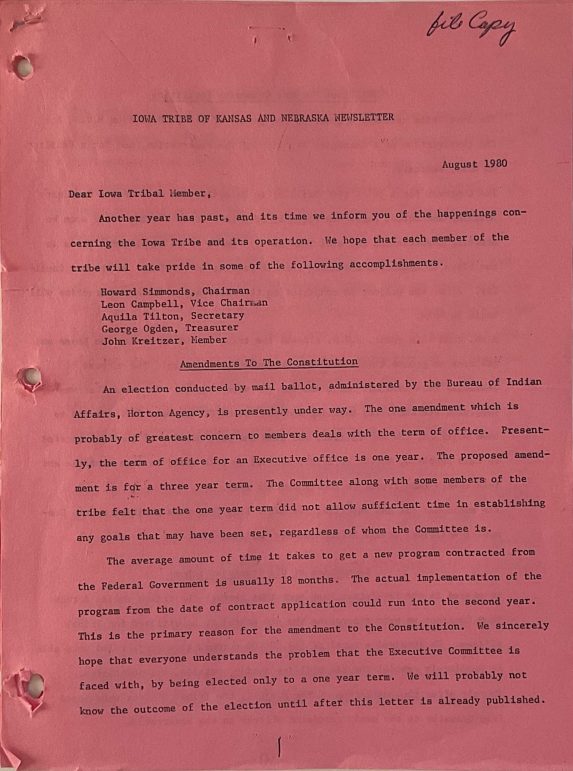 file Copy
IOWA TRIBE OF KANSAS AND NEBRASKA NEWSLETTER
August 1980
Dear Iowa Tribal Member,
Another year has past, and its time we inform you of the happenings con-
cerning the Iowa Tribe and its operation. We hope that each member of the
tribe will take pride in some of the following accomplishments.
Howard Simmonds, Chairman
Leon Campbell, Vice Chairman
Aquila Tilton, Secretary
George Ogden, Treasurer
John Kreitzer, Member
Amendments To The Constitution
An election conducted by mail ballot, administered by the Bureau of Indian
Affairs, Horton Agency, is presently under way. The one amendment which is
probably of greatest concern to members deals with the term of office. Present-
ly, the term of office for an Executive office is one year. The proposed amend-
ment is for a three year term. The Committee along with some members of the
tribe felt that the one year term did not allow sufficient time in establishing
any goals that may have been set, regardless of whom the Committee is.
The average amount of time it takes to get a new program contracted from
the Federal Government is usually 18 months. The actual implementation of the
program from the date of contract application could run into the second year.
This is the primary reason for the amendment to the Constitution. We sincerely
hope that everyone understands the problem that the Executive Committee is
faced with, by being elected only to a one year term. We will probably not
know the outcome of the election until after this letter is already published.
1